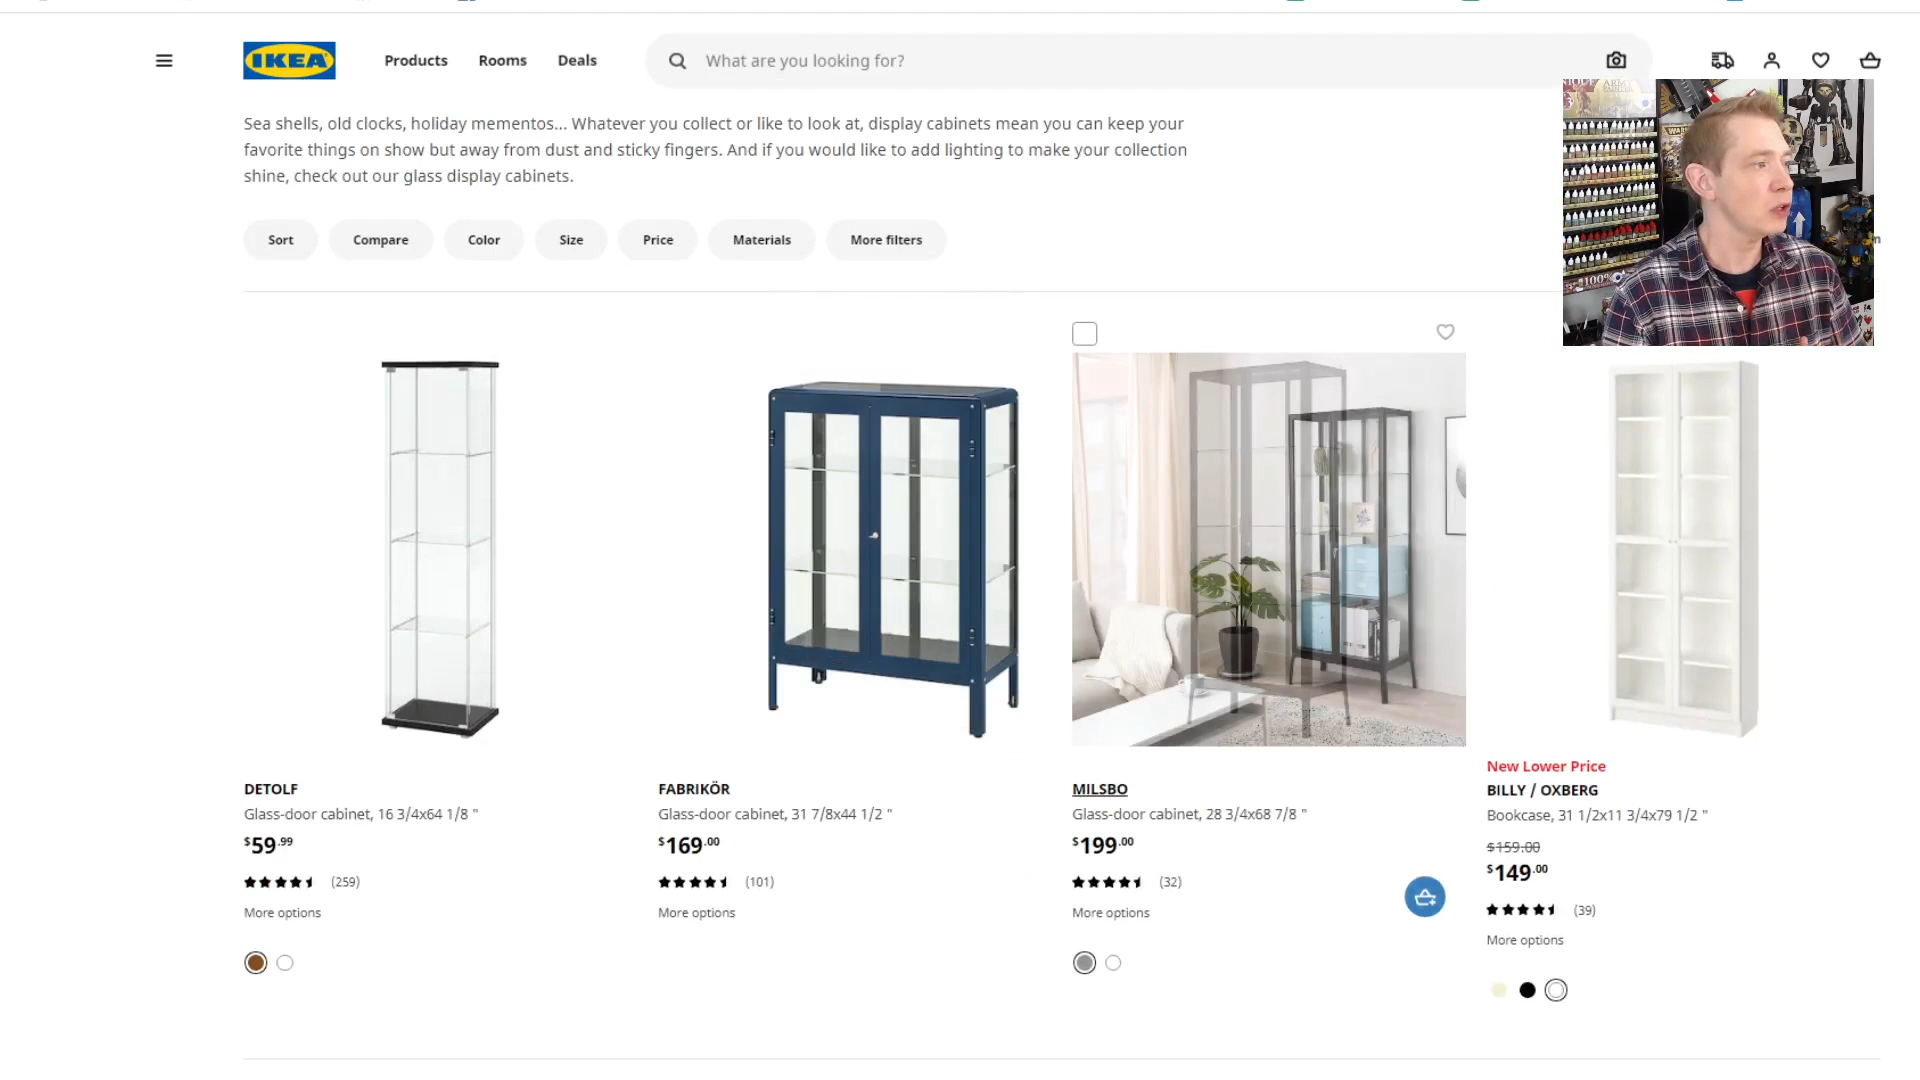 IKEA
Products
Rooms
Deals
What are you looking for?
Sea shells, old clocks, holiday mementos... Whatever you collect or like to look at, display cabinets mean you can keep your
favorite things on show but away from dust and sticky fingers. And if you would like to add lighting to make your collection
shine, check out our glass display cabinets.
Sort
Compare
Color
Size
Price
Materials
More filters
DETOLF
Glass-door cabinet, 16 3/4x64 1/8 "
$59.99
(259)
More options
FABRIKÖR
Glass-door cabinet, 31 7/8x44 1/2 "
$169.00
(101)
More options
MILSBO
Glass-door cabinet, 28 3/4x68 7/8 "
$199.00
(32)
More options
New Lower Price
BILLY / OXBERG
Bookcase, 31 1/2x11 3/4x79 1/2 "
$159.00
$149.00
(39)
More options